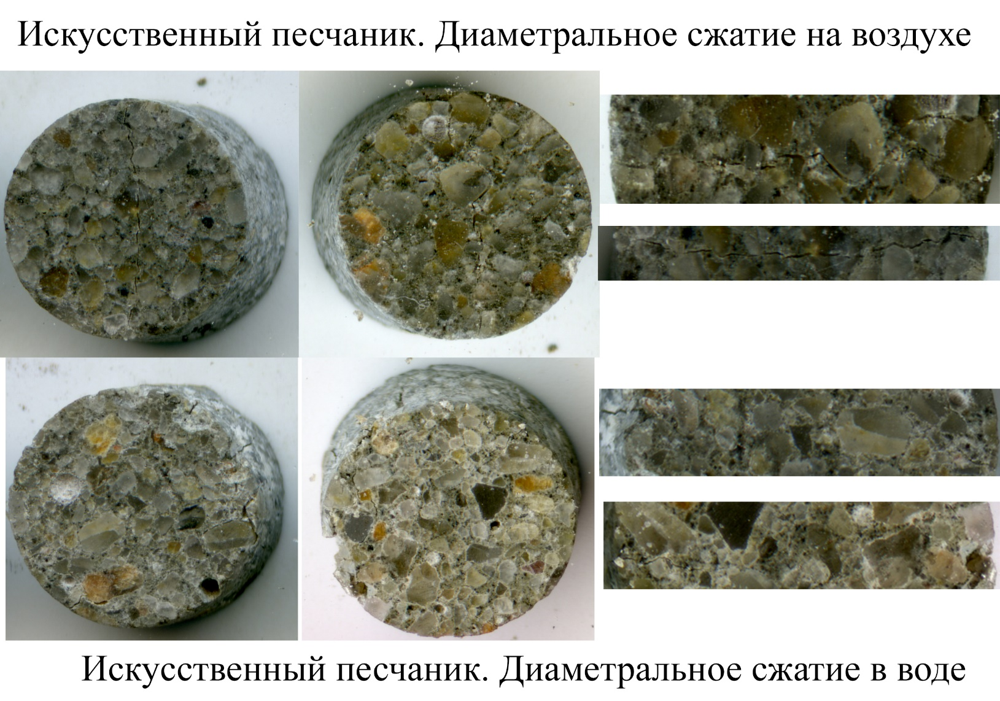 Искусственный песчаник. Диаметральное сжатие на воздухе
Искусственный песчаник. Диаметральное сжатие в воде